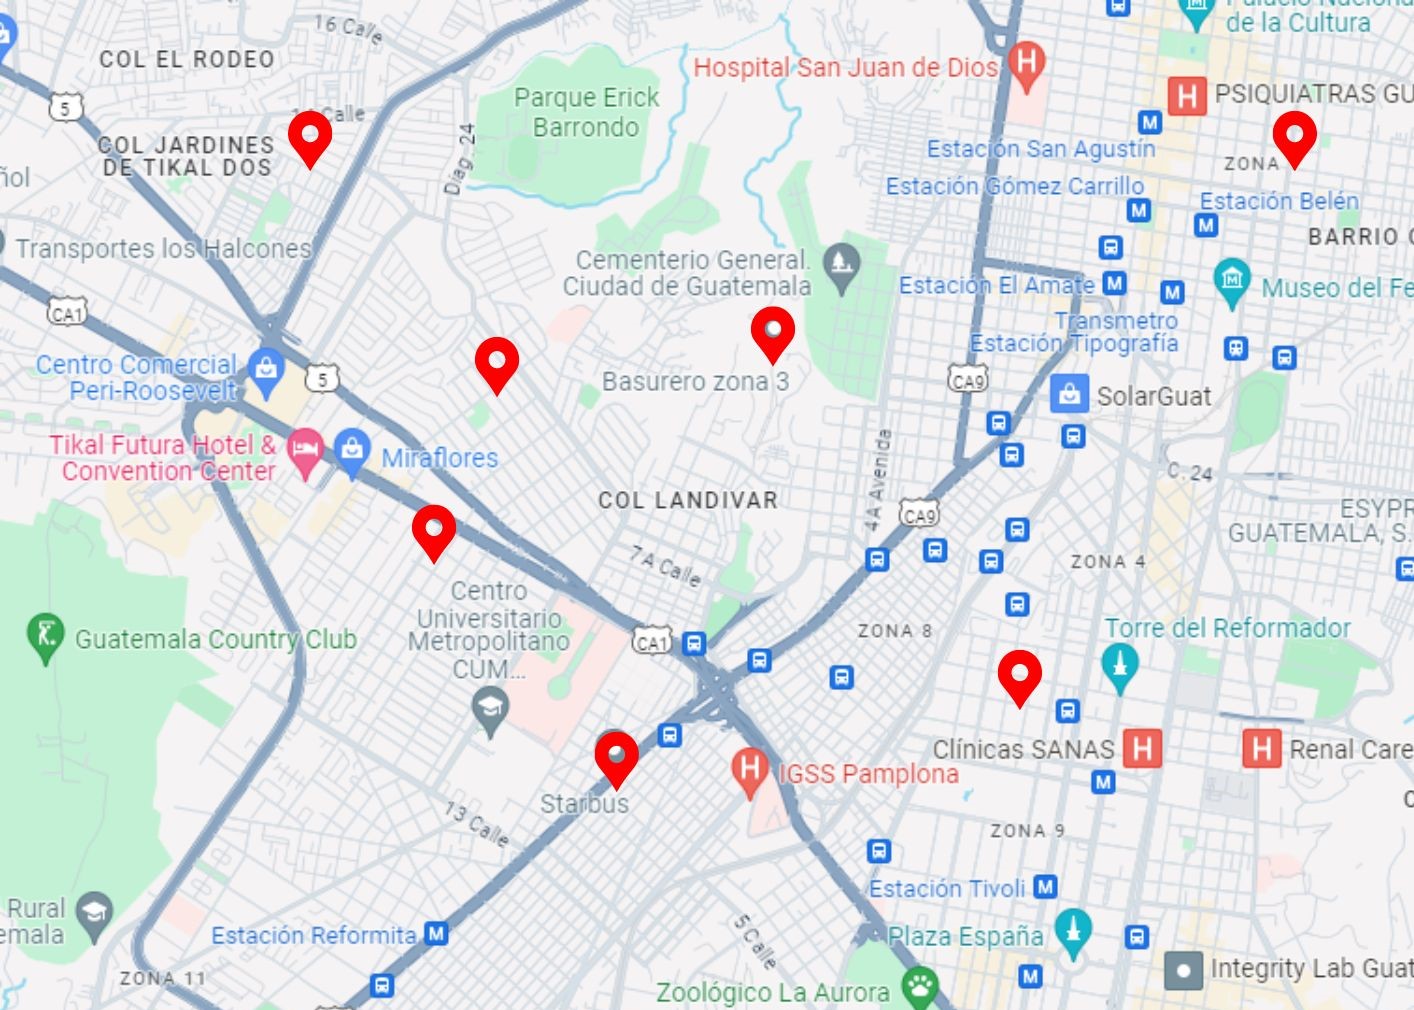 16 Calle
Palacio Nacional
de la Cultura
COL EL RODEO
Hospital San Juan de Dios
H
Parque Erick
Barrondo
H
PSIQUIATRAS GU
5
Calle
M
COL JARDINES
DE TIKAL DOS
Diag. 24
Estación San Agustín
ZONA
ñol
Estación Gómez Carrillo
M
Estación Belén
M
Transportes los Halcones
BARRIO
Cementerio General.
Ciudad de Guatemala
Estación El Amate
M
M
Museo del Fe
CA1
Transmetro
Estación Tipografía
Centro Comercial
Peri-Roosevelt
5
Basurero zona 3
CA9
SolarGuat
Tikal Futura Hotel &
Convention Center
Miraflores
4A Avenida
C. 24
COL LANDIVAR
CA9
ESYPR
GUATEMALA, S.
7A Calle
ZONA 4
Centro
Universitario
Metropolitano
CUM...
Guatemala Country Club
CA1
ZONA 8
Torre del Reformador
Clínicas SANAS
H
H
Renal Care
H
IGSS Pamplona
M
Starbus
13 Calle
ZONA 9
Estación Tivoli
M
Rural
emala
Estación Reformita
M
5 Calle
Plaza España
ZONA 11
M
Integrity Lab Guat
Zoológico La Aurora